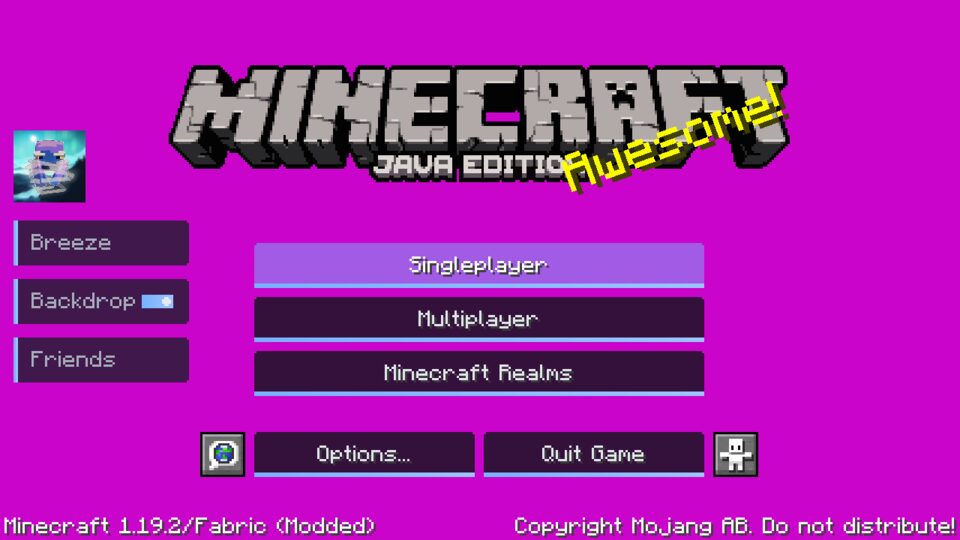 MINECRAFT
JAVA EDITION
Awesome!
Breeze
Backdrop
Friends
Singleplayer
Multiplayer
Minecraft Realms
Options...
Quit Game
Minecraft 1.19.2/Fabric (Modded)
Copyright Mojang AB. Do not distribute!